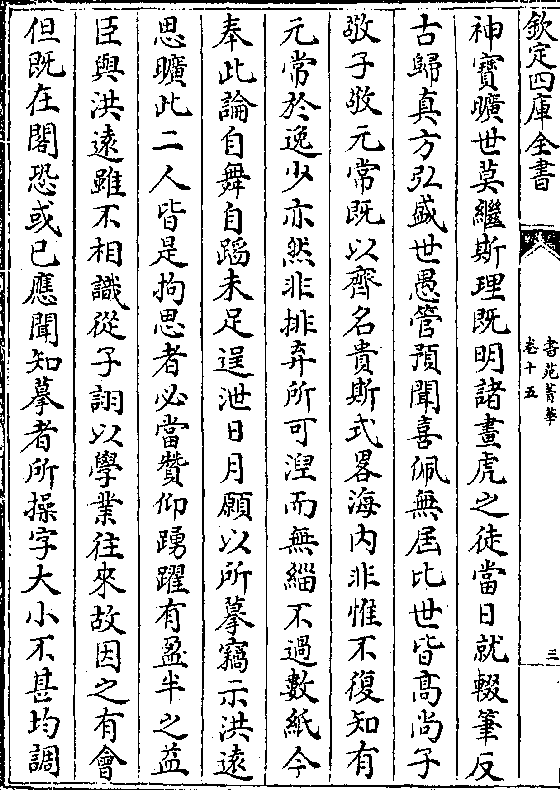 欽定四庫全書
書苑菁華
卷十五
三
神寶曠世莫繼斯理既明諸畫虎之徒當日就輟筆反
古歸真方弘盛世愚管預聞喜佩無屆比世皆高尚子
敬子敬元常既以齊名貴斯式畧海内非惟不復知有
元常於逸少亦然非排弃所可湼而無緇不過數紙今
奉此論自舞自蹈未足逞泄日月願以所摹竊示洪遠
思曠此二人皆是拘思者必當贊仰踴躍有盈半之益
臣與洪遠雖不相識從子詡以學業往來故因之有會
但既在閣恐或已應聞知摹者所操字大小不甚均調